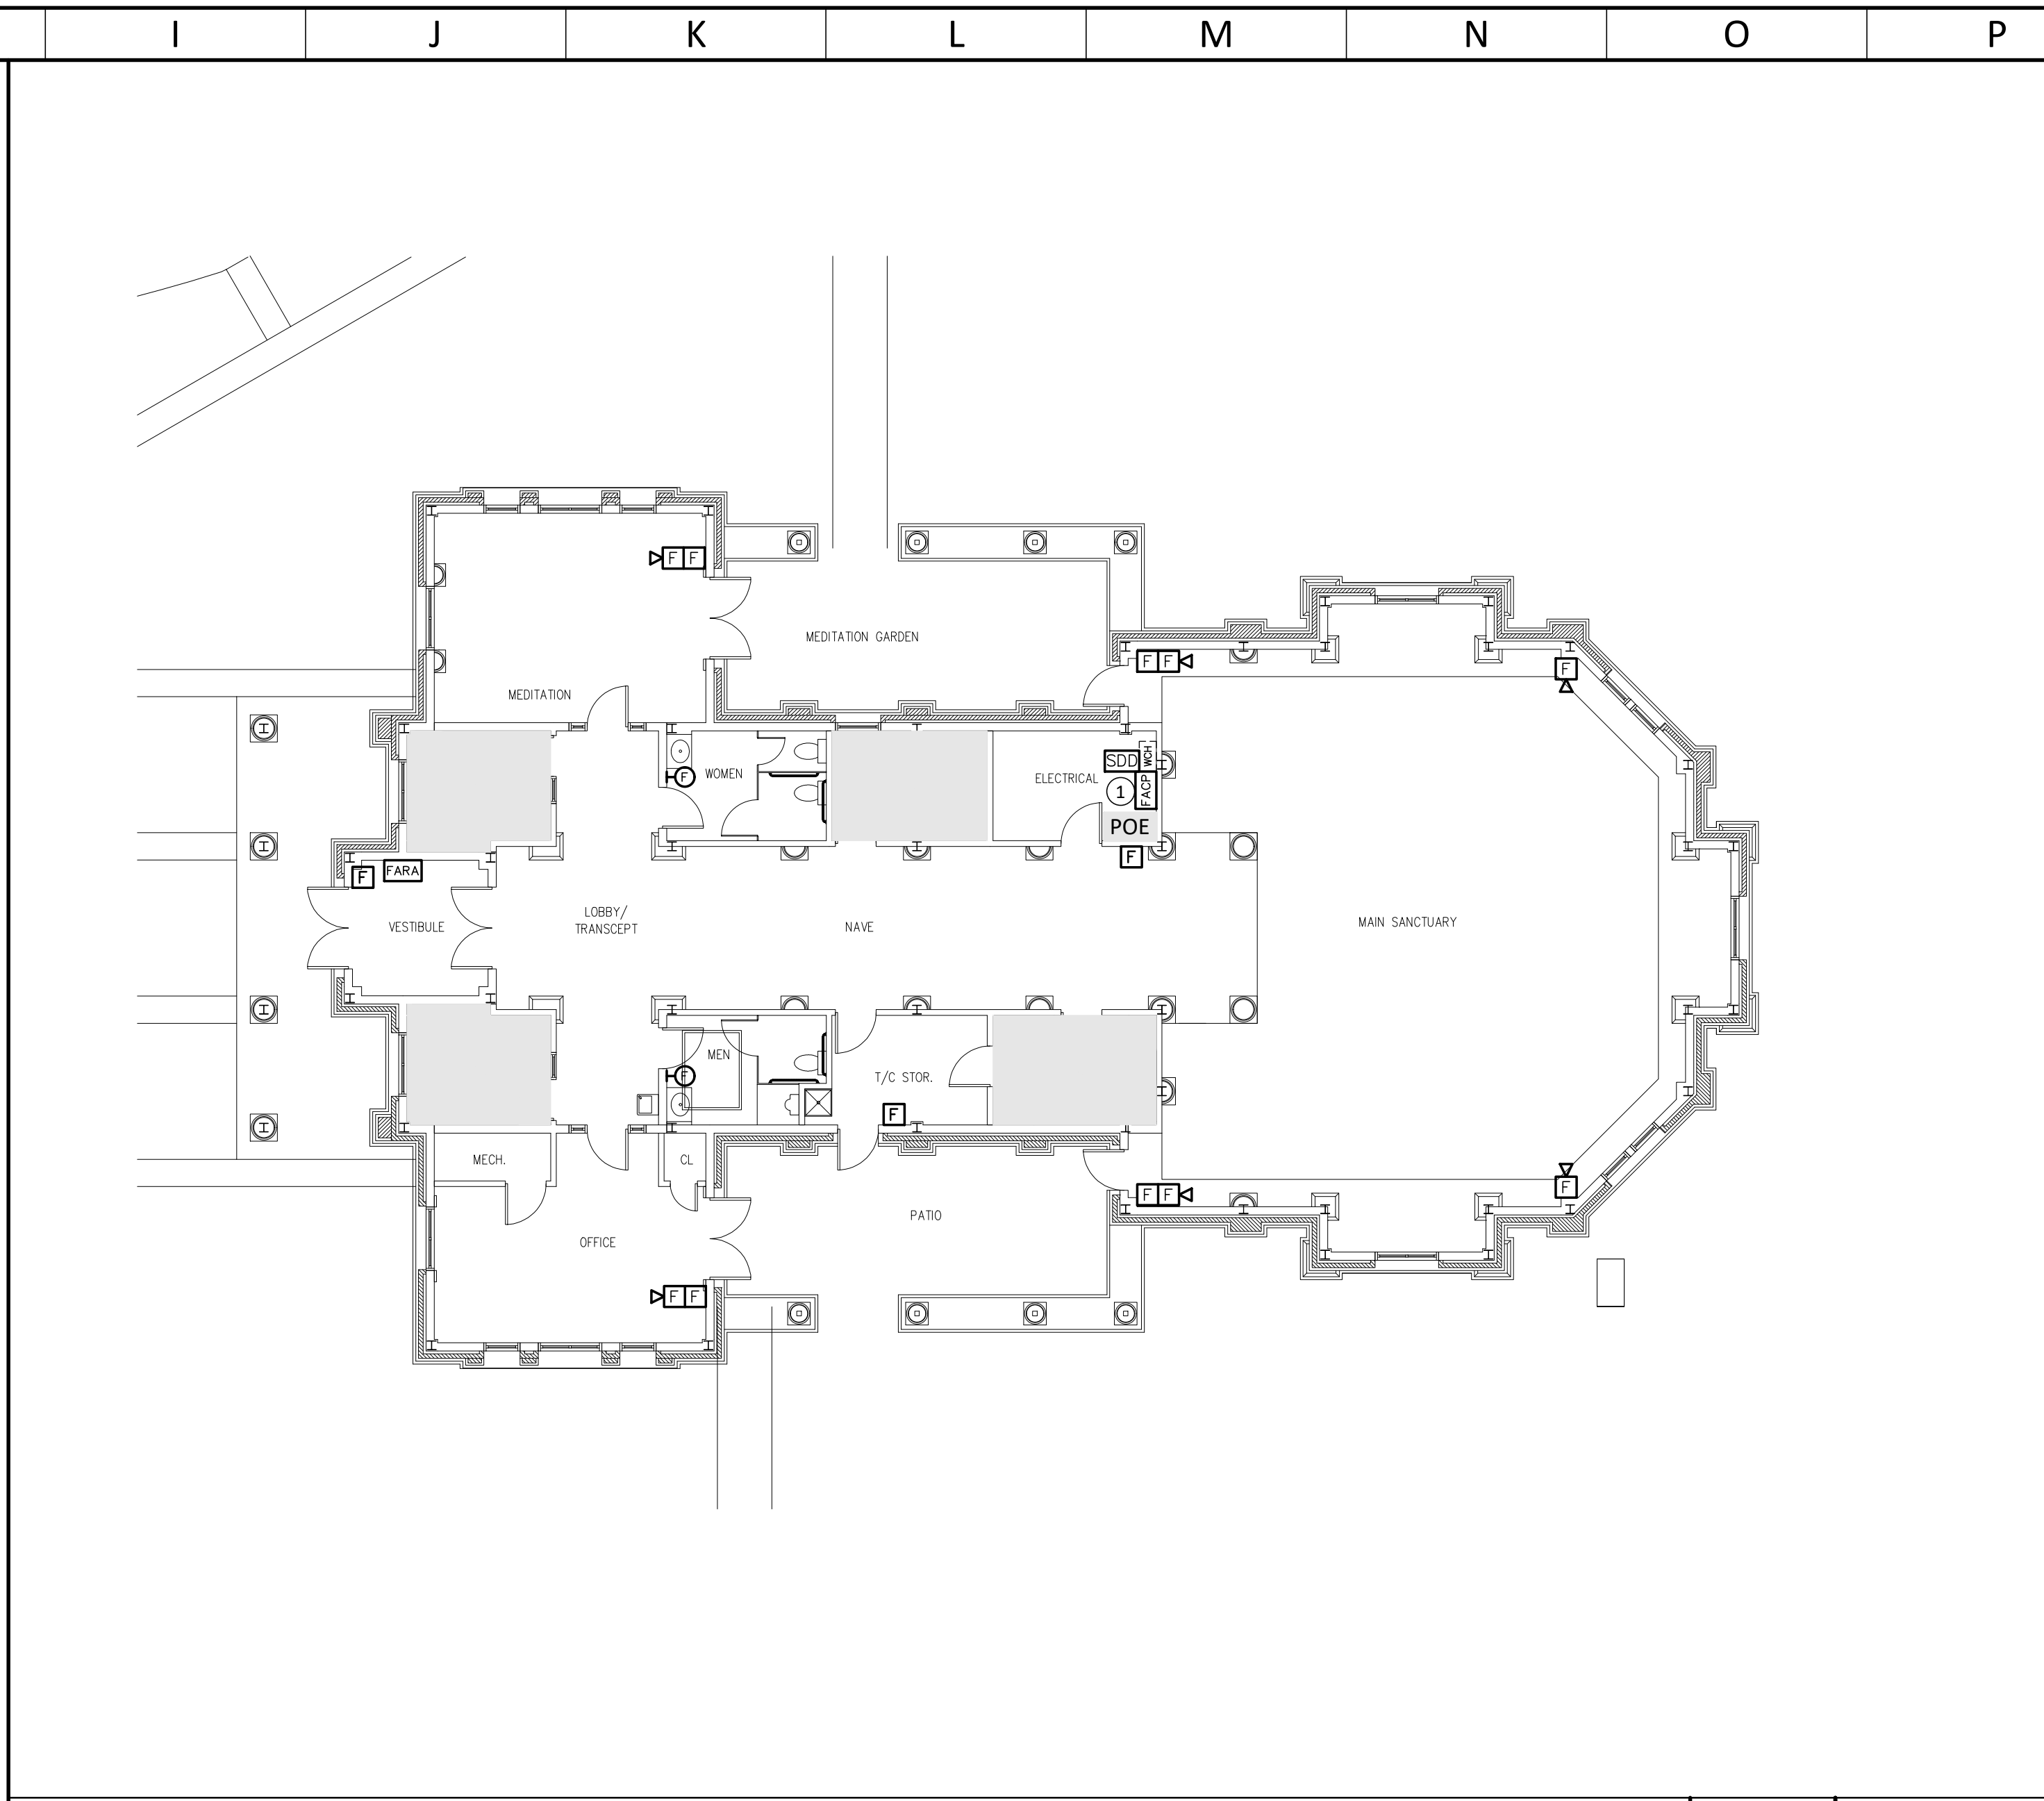 I J K L M N O P
F F
MEDITATION GARDEN
F F
F
MEDITATION
WOMEN
F
SDD
WCH
ELECTRICAL
1
FACP
POE
F
F
FARA
LOBBY/
TRANSCEPT
VESTIBULE
NAVE
MAIN SANCTUARY
MEN
F
T/C STOR.
F
MECH.
CL
F F
F
PATIO
OFFICE
F F